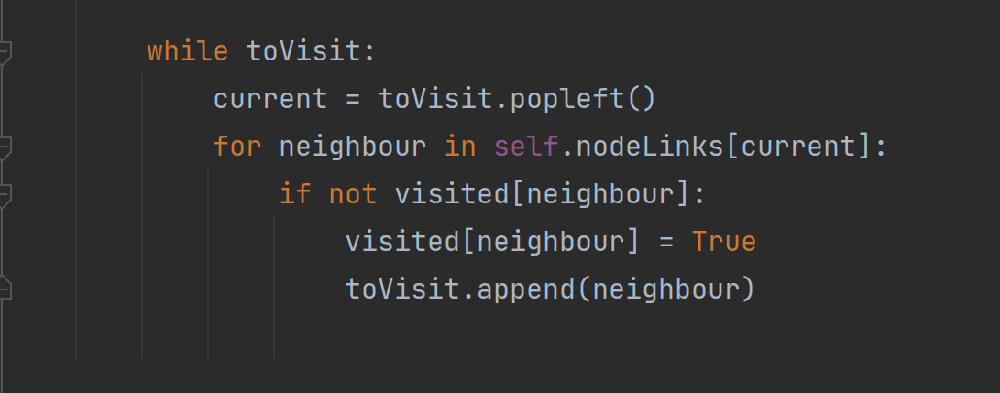 while toVisit:
current = toVisit.popleft()
for neighbour in self.nodeLinks[current]:
if not visited[neighbour]:
visited[neighbour] = True
toVisit.append(neighbour)